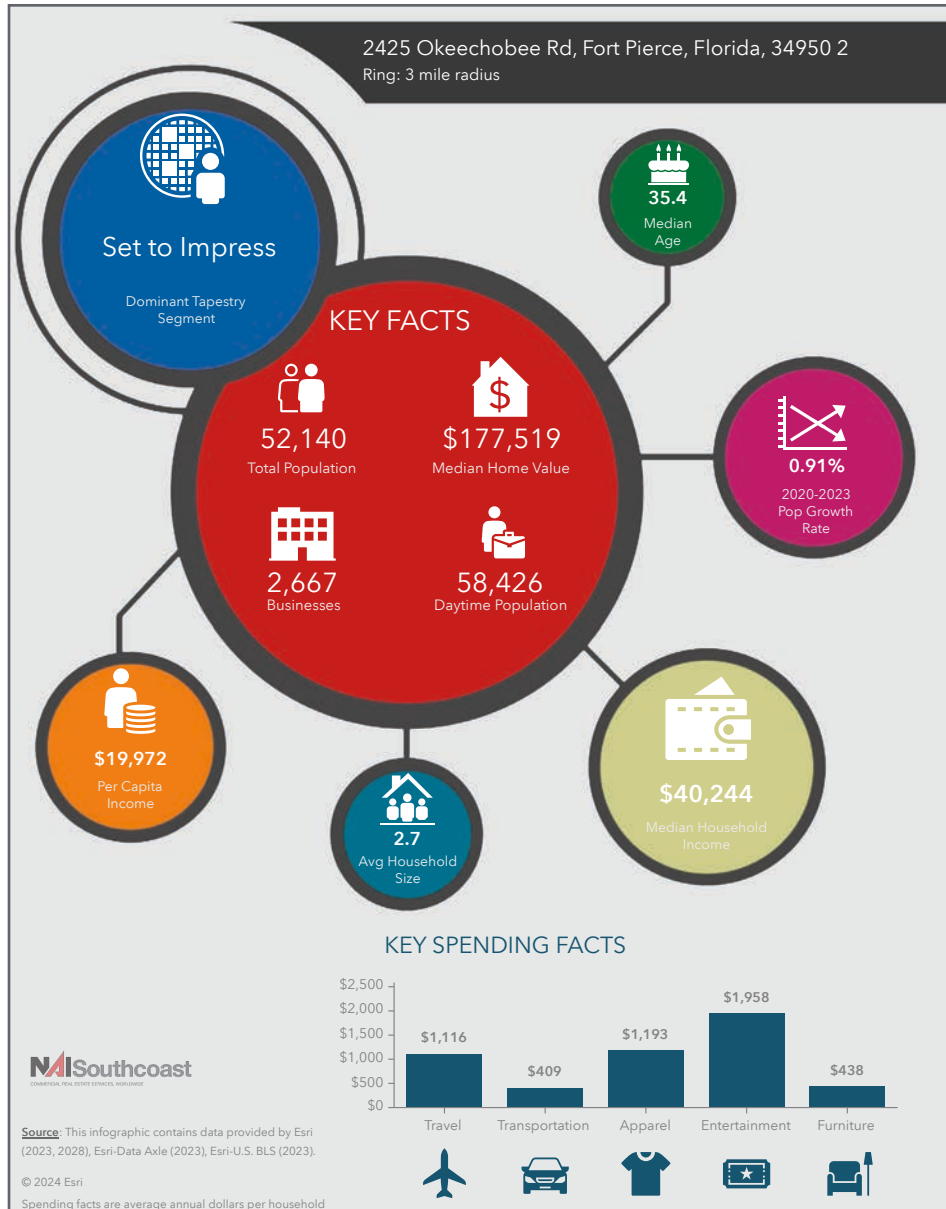 2425 Okeechobee Rd, Fort Pierce, Florida, 34950 2
Ring: 3 mile radius
Set to Impress
Dominant Tapestry
Segment
35.4
Median
Age
KEY FACTS
52,140
Total Population
$177,519
Median Home Value
2,667
Businesses
58,426
Daytime Population
0.91%
2020-2023
Pop Growth
Rate
$19,972
Per Capita
Income
2.7
Avg Household
Size
$40,244
Median Household
Income
KEY SPENDING FACTS
$2,500
$2,000
$1,500
$1,000
$500
$0
$1,116
$409
$1,193
$1,958
$438
Travel
Transportation
Apparel
Entertainment
Furniture
NAISouthcoast
COMMERCIAL REAL ESTATE SERVICES, WORLDWIDE
Source: This infographic contains data provided by Esri
(2023, 2028), Esri-Data Axle (2023), Esri-U.S. BLS (2023).
© 2024 Esri
Spending facts are average annual dollars per household